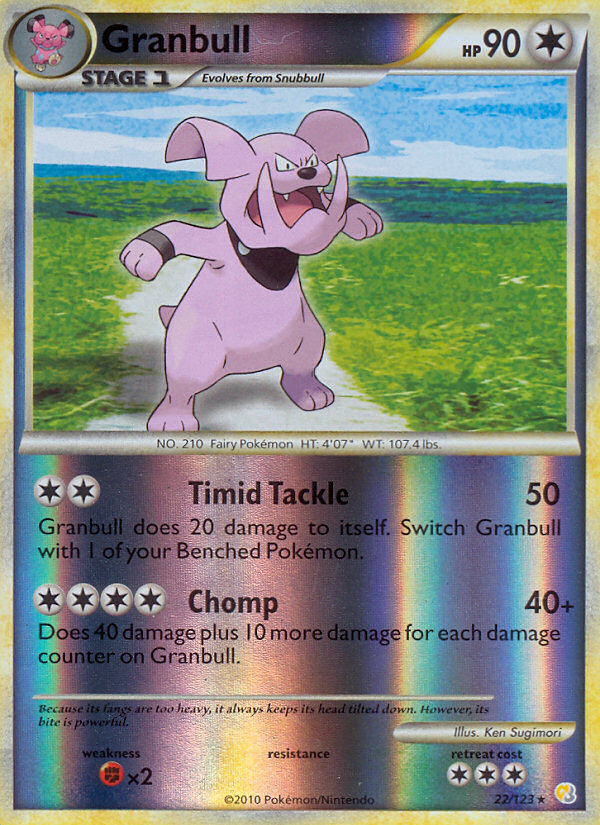 Granbull
HP 90
STAGE 1
Evolves from Snubbull
NO. 210 Fairy Pokémon HT: 4'07" WT: 107.4 lbs.
Timid Tackle 50
Granbull does 20 damage to itself. Switch Granbull
with 1 of your Benched Pokémon.
Chomp 40+
Does 40 damage plus 10 more damage for each damage
counter on Granbull.
Because its fangs are too heavy, it always keeps its head tilted down. However, its
bite is powerful.
Illus. Ken Sugimori
weakness resistance retreat cost
×2
©2010 Pokémon/Nintendo 22/123 ★